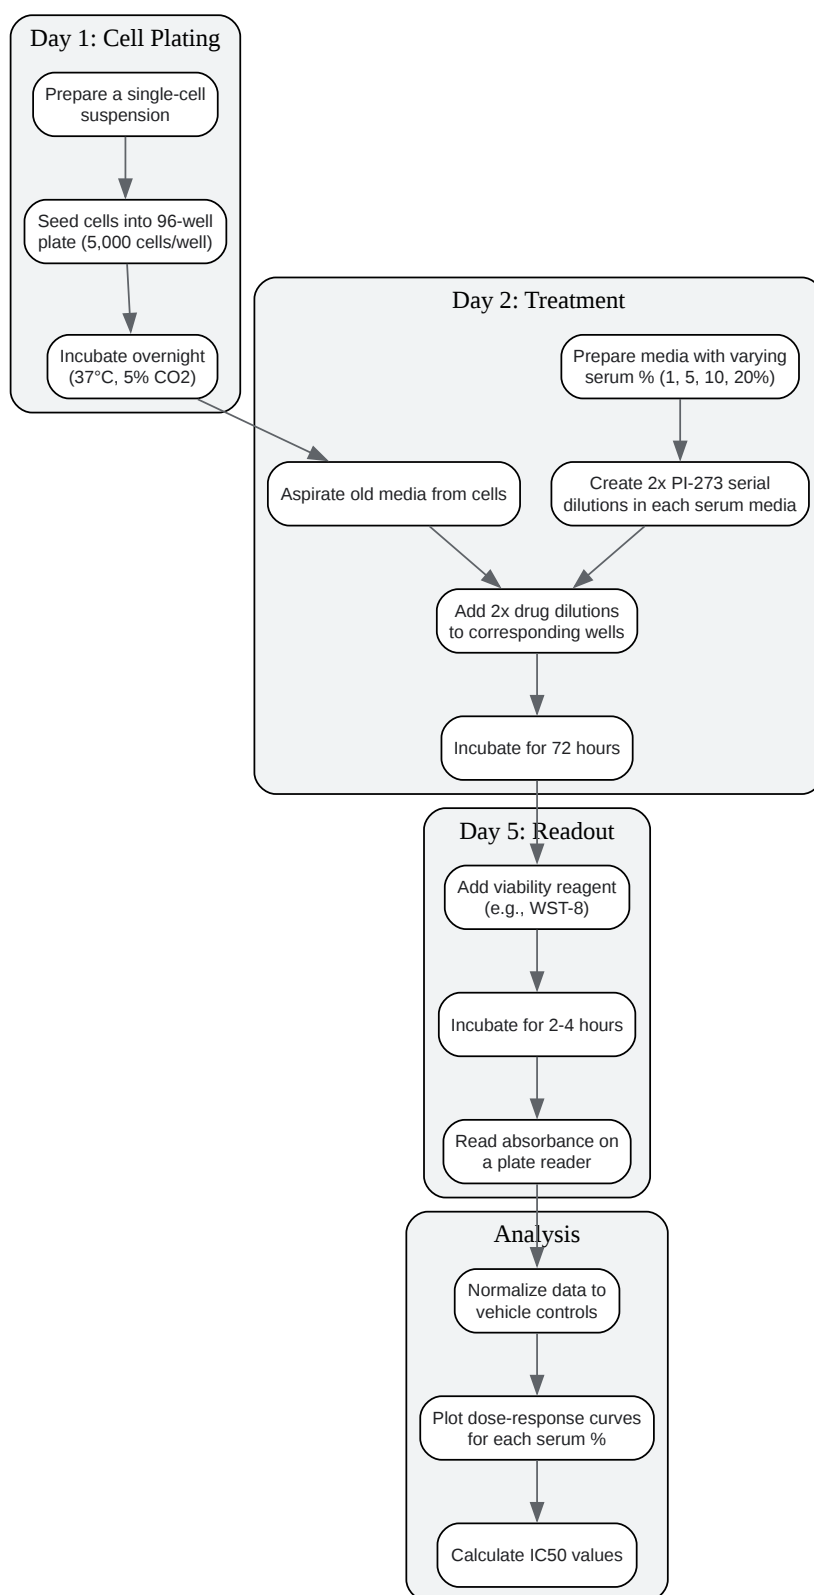 Day 1: Cell Plating
Prepare a single-cell
suspension
Seed cells into 96-well
plate (5,000 cells/well)
Incubate overnight
(37°C, 5% CO2)
Day 2: Treatment
Prepare media with varying
serum % (1, 5, 10, 20%)
Aspirate old media from cells
Create 2x PI-273 serial
dilutions in each serum media
Add 2x drug dilutions
to corresponding wells
Incubate for 72 hours
Day 5: Readout
Add viability reagent
(e.g., WST-8)
Incubate for 2-4 hours
Read absorbance on
a plate reader
Analysis
Normalize data to
vehicle controls
Plot dose-response curves
for each serum %
Calculate IC50 values